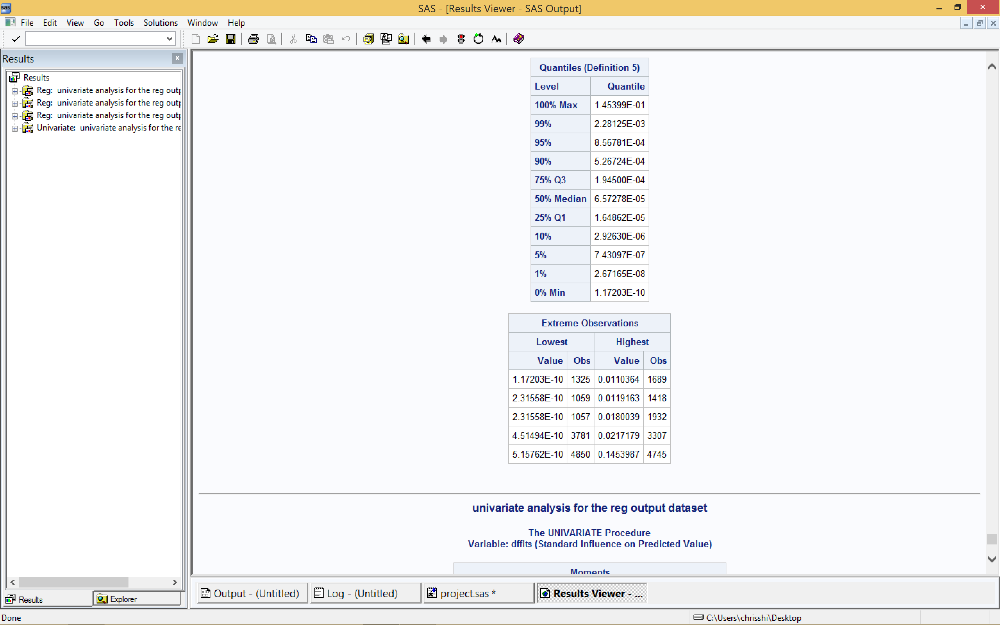 sas
SAS - [Results Viewer - SAS Output]
File Edit View Go Tools Solutions Window Help
Results
Results
Reg: univariate analysis for the reg outp
Reg: univariate analysis for the reg outp
Reg: univariate analysis for the reg outp
Univariate: univariate analysis for the re
Quantiles (Definition 5)
Level Quantile
100% Max 1.45399E-01
99% 2.28125E-03
95% 8.56781E-04
90% 5.26724E-04
75% Q3 1.94500E-04
50% Median 6.57278E-05
25% Q1 1.64862E-05
10% 2.92630E-06
5% 7.43097E-07
1% 2.67165E-08
0% Min 1.17203E-10
Extreme Observations
Lowest Highest
Value Obs Value Obs
1.17203E-10 1325 0.0110364 1689
2.31558E-10 1059 0.0119163 1418
2.31558E-10 1057 0.0180039 1932
4.51494E-10 3781 0.0217179 3307
5.15762E-10 4850 0.1453987 4745
univariate analysis for the reg output dataset
The UNIVARIATE Procedure
Variable: dffits (Standard Influence on Predicted Value)
Moments
Results Explorer
Output - (Untitled) Log - (Untitled) project.sas * Results Viewer - ...
Done C:\Users\chrisshi\Desktop